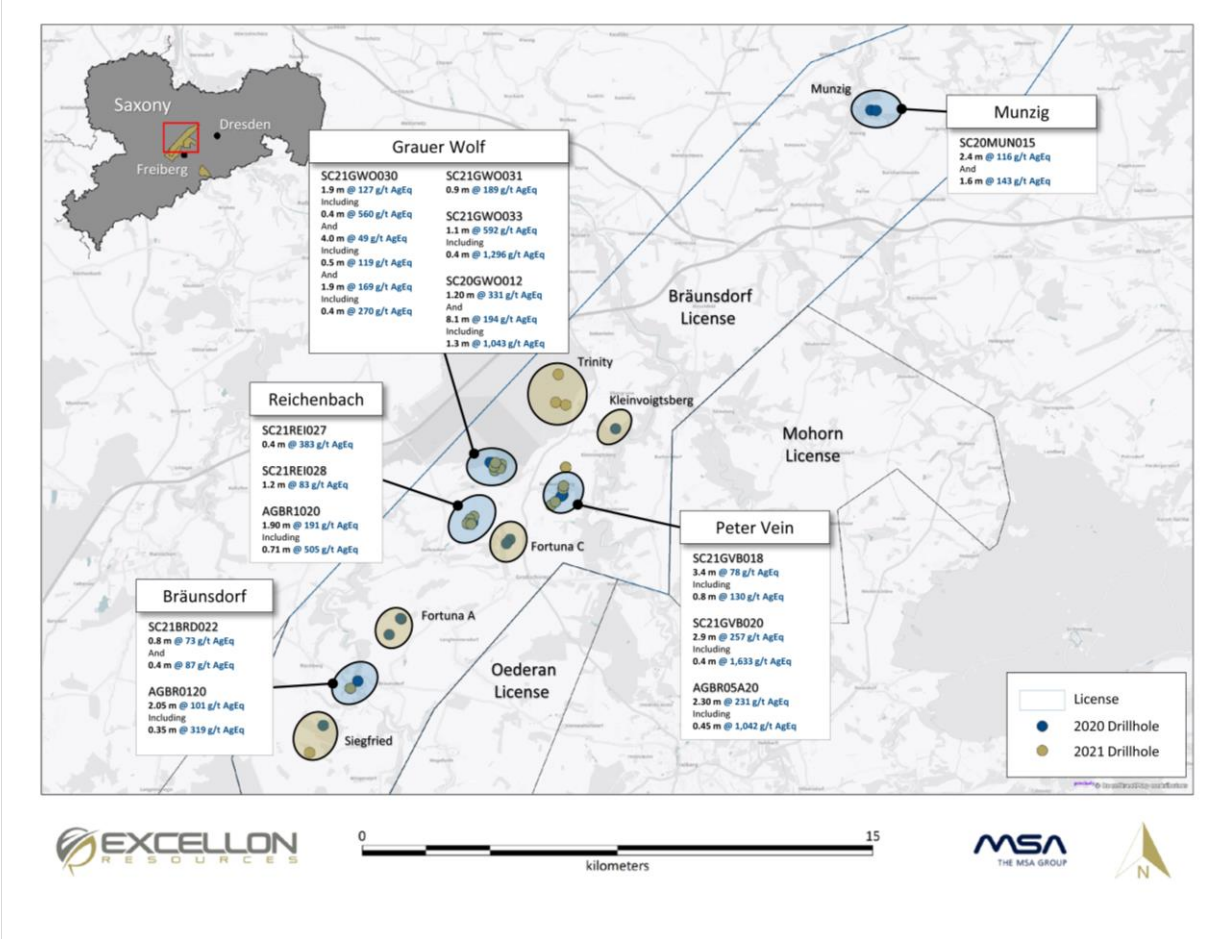 Saxony
Dresden
Freiberg
Grauer Wolf
SC21GWO030
1.9 m @ 127 g/t AgEq
Including
0.4 m @ 560 g/t AgEq
And
4.0 m @ 49 g/t AgEq
Including
0.5 m @ 119 g/t AgEq
And
1.9 m @ 169 g/t AgEq
Including
0.4 m @ 270 g/t AgEq
SC21GWO031
0.9 m @ 189 g/t AgEq
SC21GWO033
1.1 m @ 592 g/t AgEq
Including
0.4 m @ 1,296 g/t AgEq
SC20GWO012
1.20 m @ 331 g/t AgEq
And
8.1 m @ 194 g/t AgEq
Including
1.3 m @ 1,043 g/t AgEq
Munzig
Munzig
SC20MUN015
2.4 m @ 116 g/t AgEq
And
1.6 m @ 143 g/t AgEq
Bräunsdorf
License
Trinity
Kleinvoigtsberg
Mohorn
License
Reichenbach
SC21REI027
0.4 m @ 383 g/t AgEq
SC21REI028
1.2 m @ 83 g/t AgEq
AGBR1020
1.90 m @ 191 g/t AgEq
Including
0.71 m @ 505 g/t AgEq
Fortuna C
Peter Vein
SC21GVB018
3.4 m @ 78 g/t AgEq
Including
0.8 m @ 130 g/t AgEq
SC21GVB020
2.9 m @ 257 g/t AgEq
Including
0.4 m @ 1,633 g/t AgEq
AGBR05A20
2.30 m @ 231 g/t AgEq
Including
0.45 m @ 1,042 g/t AgEq
Bräunsdorf
SC21BRD022
0.8 m @ 73 g/t AgEq
And
0.4 m @ 87 g/t AgEq
AGBR0120
2.05 m @ 101 g/t AgEq
Including
0.35 m @ 319 g/t AgEq
Fortuna A
Oederan
License
Siegfried
License
2020 Drillhole
2021 Drillhole
© OpenStreetMap contributors
EXCELLON
RESOURCES
0
15
kilometers
MSA
THE MSA GROUP
N